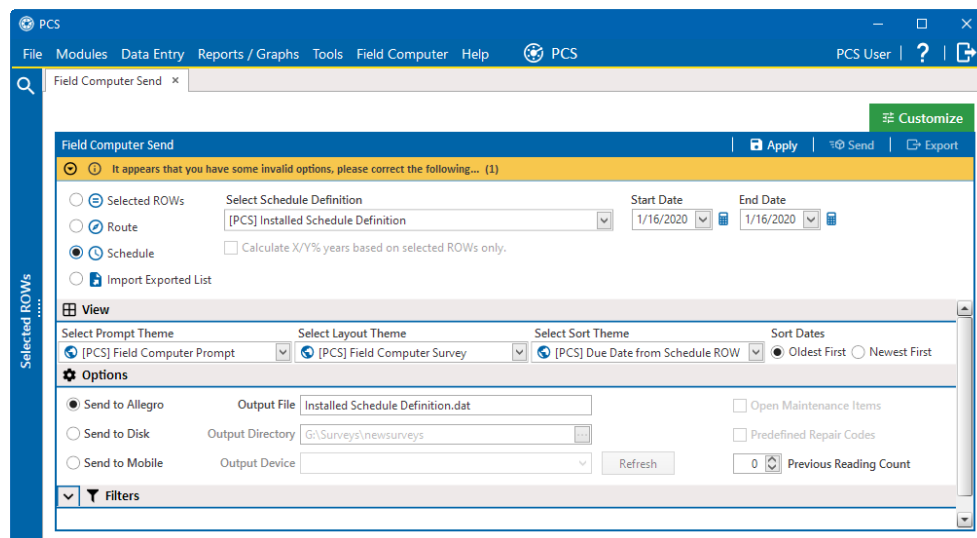 PCS
File Modules Data Entry Reports / Graphs Tools Field Computer Help PCS PCS User ?
Field Computer Send ×
Customize
Field Computer Send Apply Send Export
It appears that you have some invalid options, please correct the following... (1)
Selected ROWs Select Schedule Definition Start Date End Date
[PCS] Installed Schedule Definition 1/16/2020 1/16/2020
Route
Schedule Calculate X/Y% years based on selected ROWs only.
Import Exported List
Selected ROWs
View
Select Prompt Theme Select Layout Theme Select Sort Theme Sort Dates
[PCS] Field Computer Prompt [PCS] Field Computer Survey [PCS] Due Date from Schedule ROW Oldest First Newest First
Options
Send to Allegro Output File Installed Schedule Definition.dat Open Maintenance Items
Send to Disk Output Directory G:\Surveys\newsurveys ... Predefined Repair Codes
Send to Mobile Output Device Refresh 0 Previous Reading Count
Filters